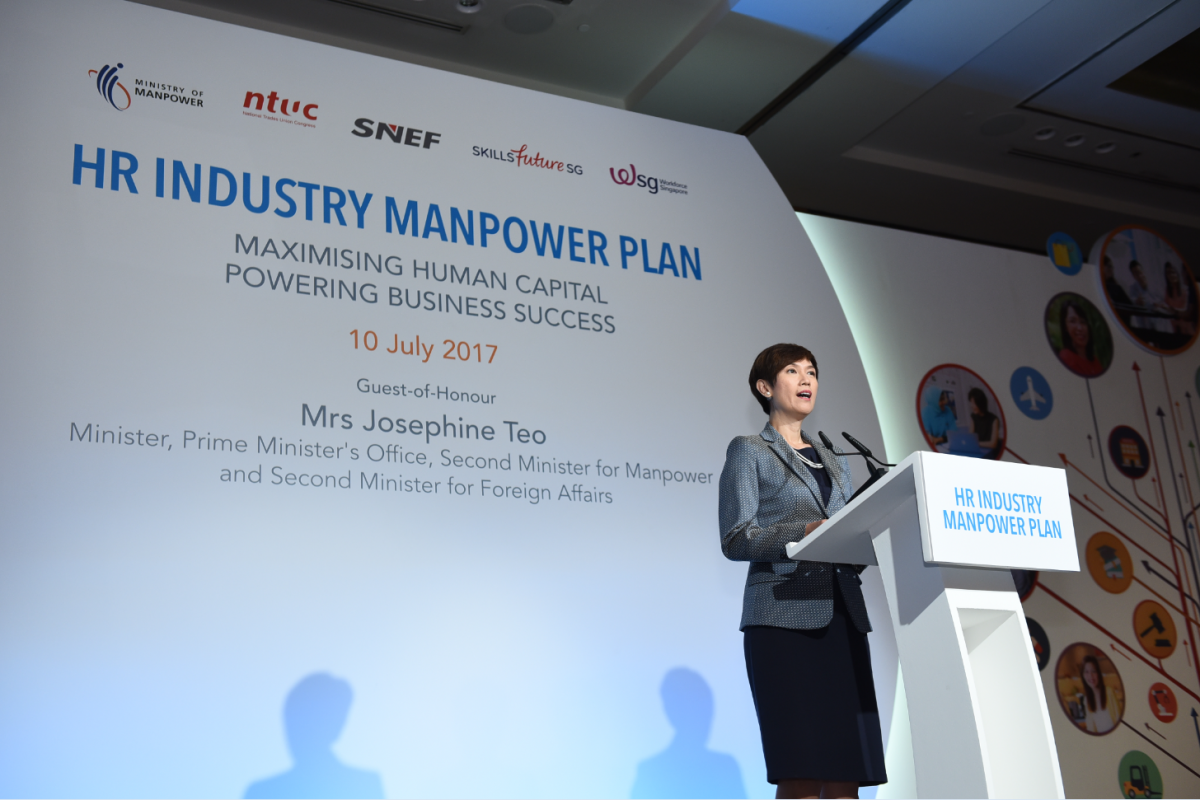 MINISTRY OF
MANPOWER
ntuc
National Trades Union Congress
SNEF
SKILLSfuture SG
wsg Workforce
Singapore
HR INDUSTRY MANPOWER PLAN
MAXIMISING HUMAN CAPITAL
POWERING BUSINESS SUCCESS
10 July 2017
Guest-of-Honour
Mrs Josephine Teo
Minister, Prime Minister's Office, Second Minister for Manpower
and Second Minister for Foreign Affairs
HR INDUSTRY
MANPOWER PLAN